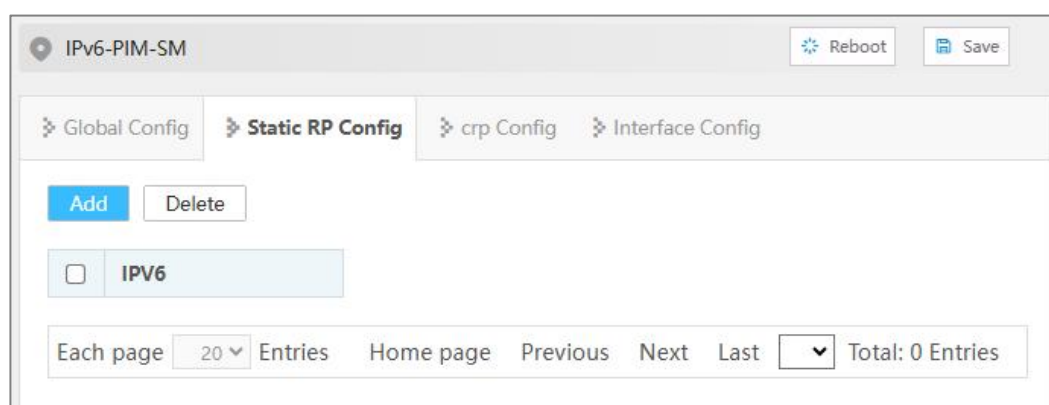 IPv6-PIM-SM Reboot Save
Global Config Static RP Config crp Config Interface Config
Add Delete
IPV6
Each page 20 Entries Home page Previous Next Last Total: 0 Entries